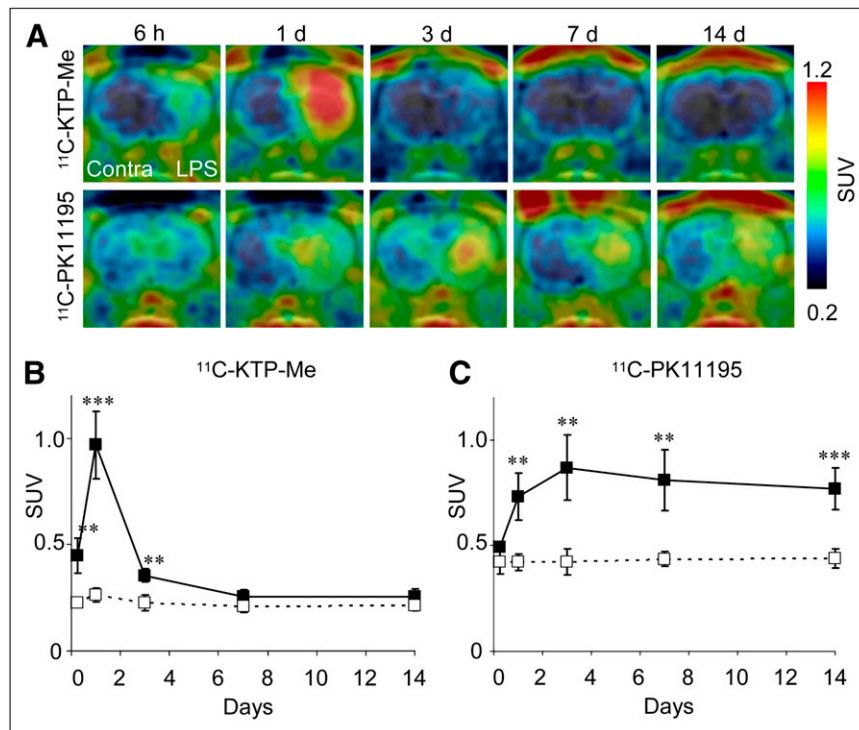 A
6 h 1 d 3 d 7 d 14 d
¹¹C-KTP-Me
Contra LPS
¹¹C-PK11195
1.2
SUV
0.2
B ¹¹C-KTP-Me
SUV
1.0
0.5
0
***
**
**
0 2 4 6 8 10 12 14
Days
C ¹¹C-PK11195
SUV
1.0
0.5
0
**
**
**
***
0 2 4 6 8 10 12 14
Days